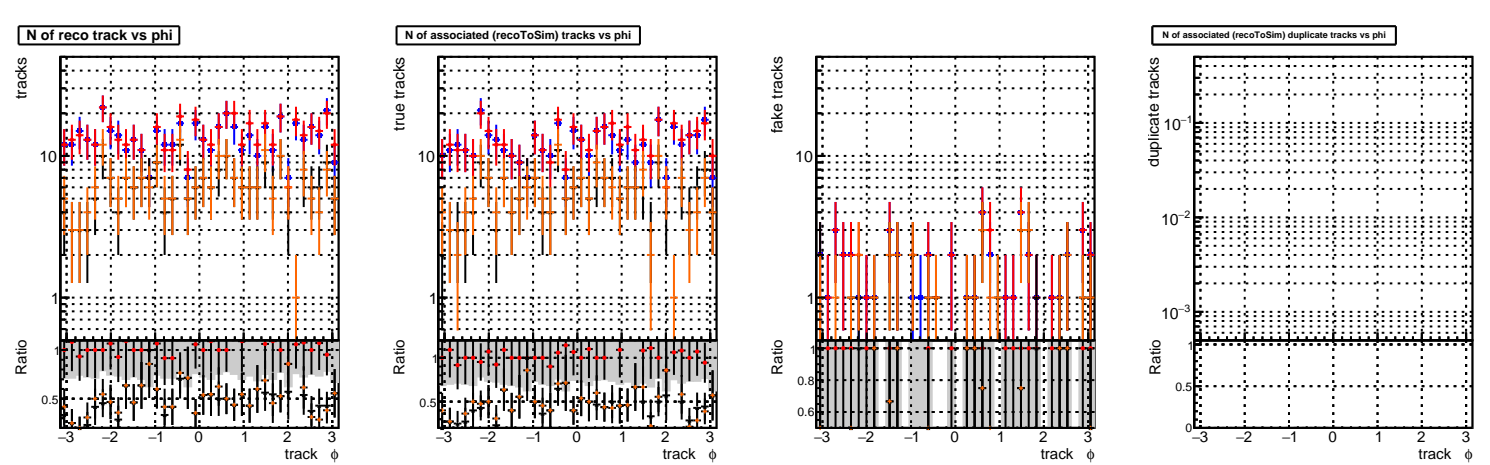 N of reco track vs phi
tracks
10
1
Ratio
1
0.5
−3 −2 −1 0 1 2 3
track ϕ
N of associated (recoToSim) tracks vs phi
true tracks
10
1
Ratio
1
0.5
−3 −2 −1 0 1 2 3
track ϕ
fake tracks
10
1
Ratio
1
0.8
0.6
−3 −2 −1 0 1 2 3
track ϕ
N of associated (recoToSim) duplicate tracks vs phi
duplicate tracks
10−1
10−2
10−3
Ratio
1
0.5
0
−3 −2 −1 0 1 2 3
track ϕ